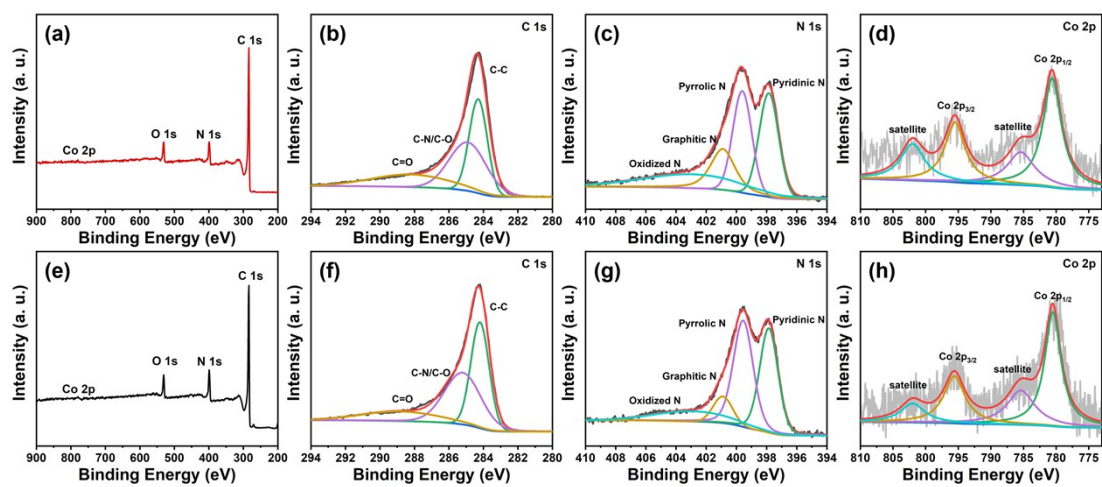 (a)
C 1s
O 1s
N 1s
Co 2p
Intensity (a. u.)
900 800 700 600 500 400 300 200
Binding Energy (eV)
(b)
C 1s
C-C
C-N/C-O
C=O
Intensity (a. u.)
294 292 290 288 286 284 282 280
Binding Energy (eV)
(c)
N 1s
Pyrrolic N
Pyridinic N
Graphitic N
Oxidized N
Intensity (a. u.)
410 408 406 404 402 400 398 396 394
Binding Energy (eV)
(d)
Co 2p
Co 2p1/2
Co 2p3/2
satellite
satellite
Intensity (a. u.)
810 805 800 795 790 785 780 775
Binding Energy (eV)
(e)
C 1s
O 1s
N 1s
Co 2p
Intensity (a. u.)
900 800 700 600 500 400 300 200
Binding Energy (eV)
(f)
C 1s
C-C
C-N/C-O
C=O
Intensity (a. u.)
294 292 290 288 286 284 282 280
Binding Energy (eV)
(g)
N 1s
Pyrrolic N
Pyridinic N
Graphitic N
Oxidized N
Intensity (a. u.)
410 408 406 404 402 400 398 396 394
Binding Energy (eV)
(h)
Co 2p
Co 2p1/2
Co 2p3/2
satellite
satellite
Intensity (a. u.)
810 805 800 795 790 785 780 775
Binding Energy (eV)